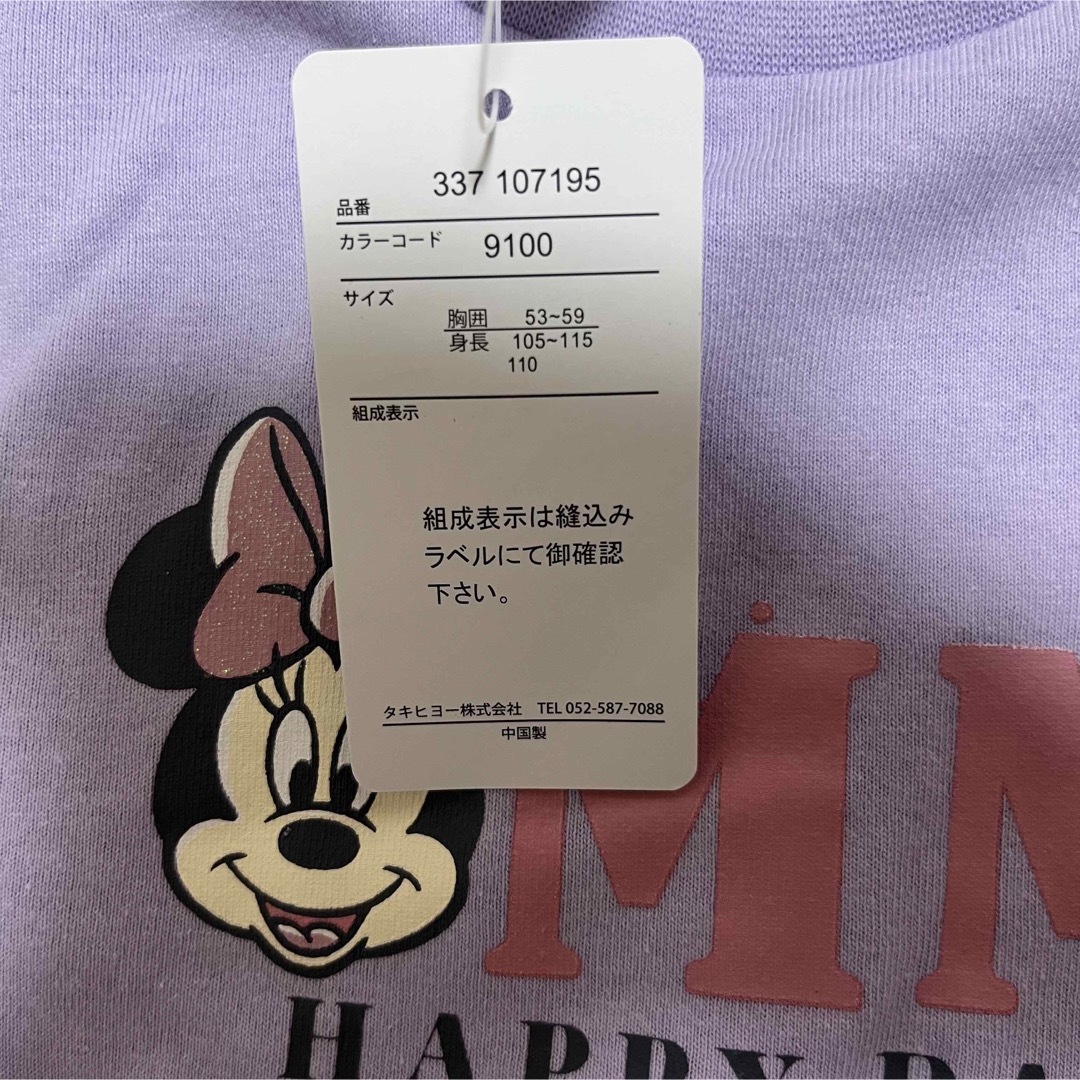 337 107195
品番
カラーコード 9100
サイズ
胸囲 53~59
身長 105~115
110
組成表示
組成表示は縫込み
ラベルにて御確認
下さい。
タキヒヨー株式会社 TEL 052-587-7088
中国製
MM
HAPPY DA